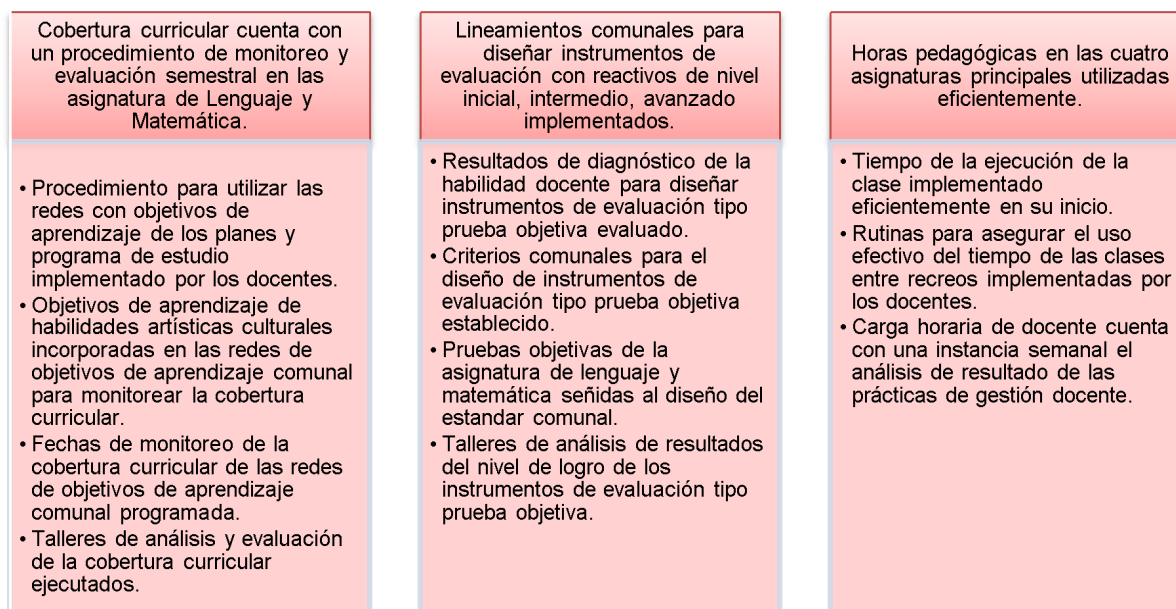 Cobertura curricular cuenta con
un procedimiento de monitoreo y
evaluación semestral en las
asignatura de Lenguaje y
Matemática.
• Procedimiento para utilizar las
redes con objetivos de
aprendizaje de los planes y
programa de estudio
implementado por los docentes.
• Objetivos de aprendizaje de
habilidades artísticas culturales
incorporadas en las redes de
objetivos de aprendizaje comunal
para monitorear la cobertura
curricular.
• Fechas de monitoreo de la
cobertura curricular de las redes
de objetivos de aprendizaje
comunal programada.
• Talleres de análisis y evaluación
de la cobertura curricular
ejecutados.
Lineamientos comunales para
diseñar instrumentos de
evaluación con reactivos de nivel
inicial, intermedio, avanzado
implementados.
• Resultados de diagnóstico de la
habilidad docente para diseñar
instrumentos de evaluación tipo
prueba objetiva evaluado.
• Criterios comunales para el
diseño de instrumentos de
evaluación tipo prueba objetiva
establecido.
• Pruebas objetivas de la
asignatura de lenguaje y
matemática señidas al diseño del
estandar comunal.
• Talleres de análisis de resultados
del nivel de logro de los
instrumentos de evaluación tipo
prueba objetiva.
Horas pedagógicas en las cuatro
asignaturas principales utilizadas
eficientemente.
• Tiempo de la ejecución de la
clase implementado
eficientemente en su inicio.
• Rutinas para asegurar el uso
efectivo del tiempo de las clases
entre recreos implementadas por
los docentes.
• Carga horaria de docente cuenta
con una instancia semanal el
análisis de resultado de las
prácticas de gestión docente.